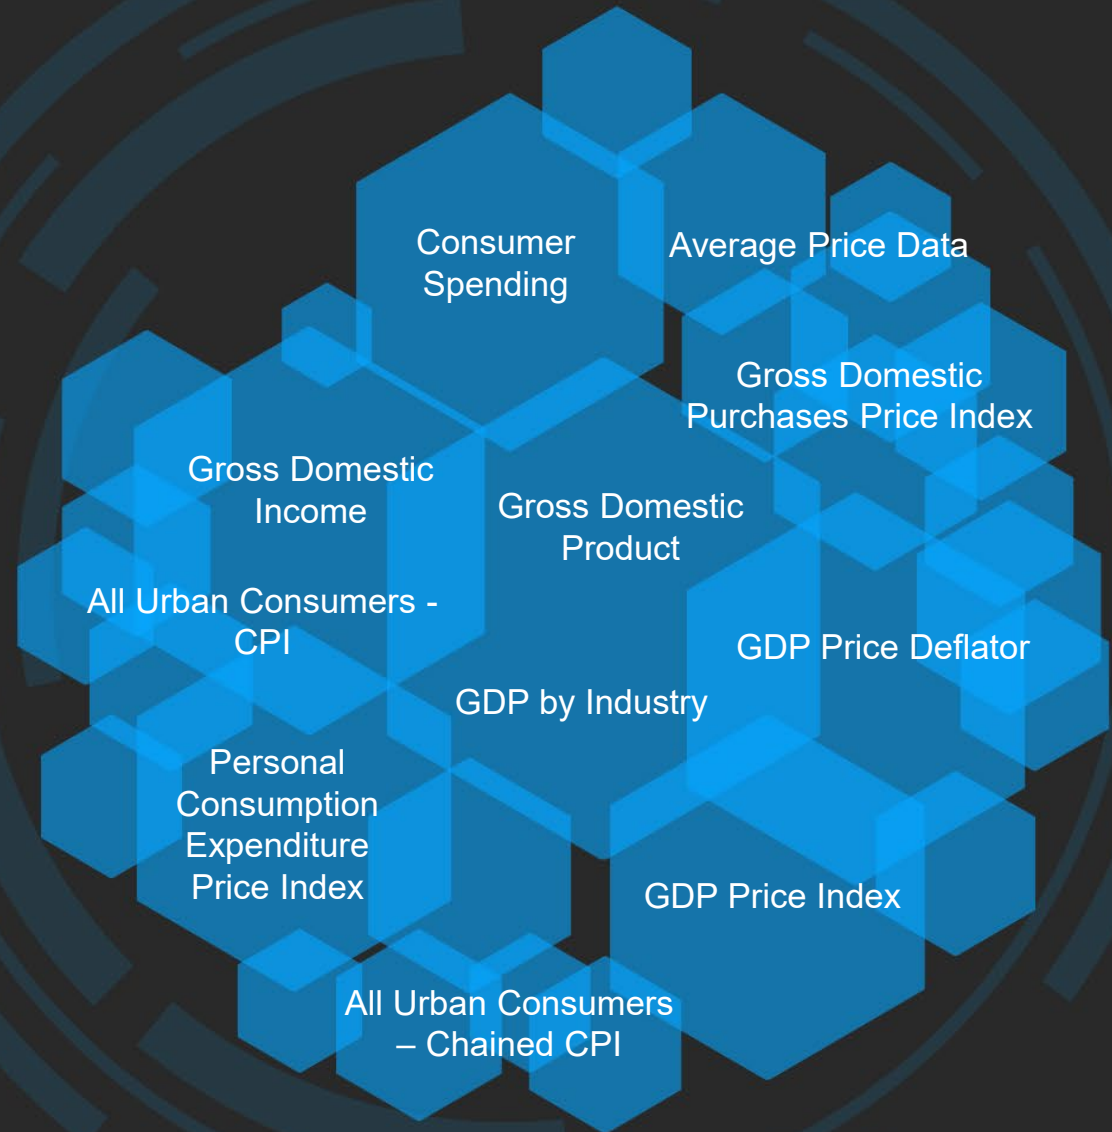 Consumer
Spending
Average Price Data
Gross Domestic
Purchases Price Index
Gross Domestic
Income
Gross Domestic
Product
All Urban Consumers -
CPI
GDP Price Deflator
GDP by Industry
Personal
Consumption
Expenditure
Price Index
GDP Price Index
All Urban Consumers
– Chained CPI